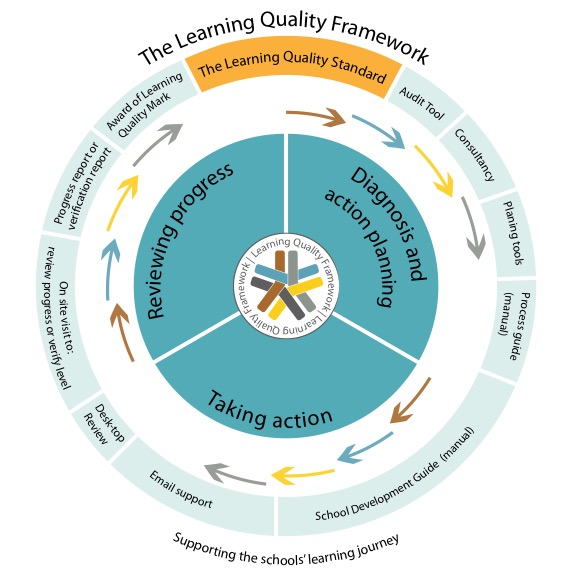 The Learning Quality Framework
The Learning Quality Standard
Audit Tool
Consultancy
Planing tools
Process guide
(manual)
School Development Guide (manual)
Email support
Desk-top
Review
On site visit to:
review progress or verify level
Progress report or
verification report
Award of Learning
Quality Mark
Diagnosis and
action planning
Taking action
Reviewing progress
Learning Quality Framework | Learning Quality Framework |
Supporting the schools' learning journey